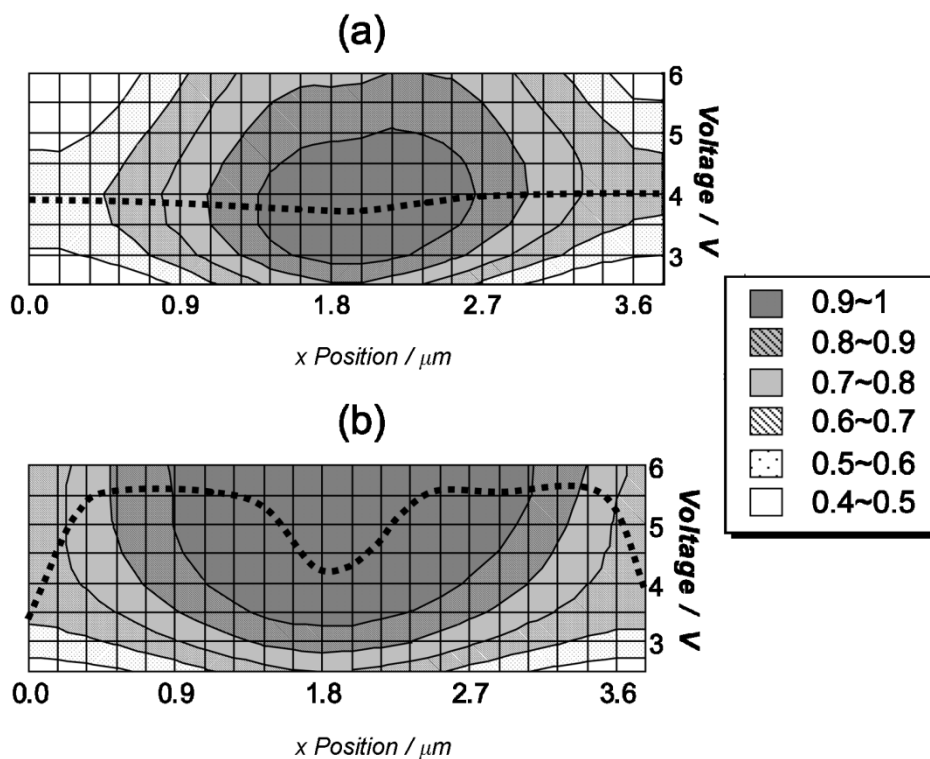 (a)
6
5
4
3
Voltage / V
0.0 0.9 1.8 2.7 3.6
x Position / μm
0.9~1
0.8~0.9
0.7~0.8
0.6~0.7
0.5~0.6
0.4~0.5
(b)
6
5
4
3
Voltage / V
0.0 0.9 1.8 2.7 3.6
x Position / μm